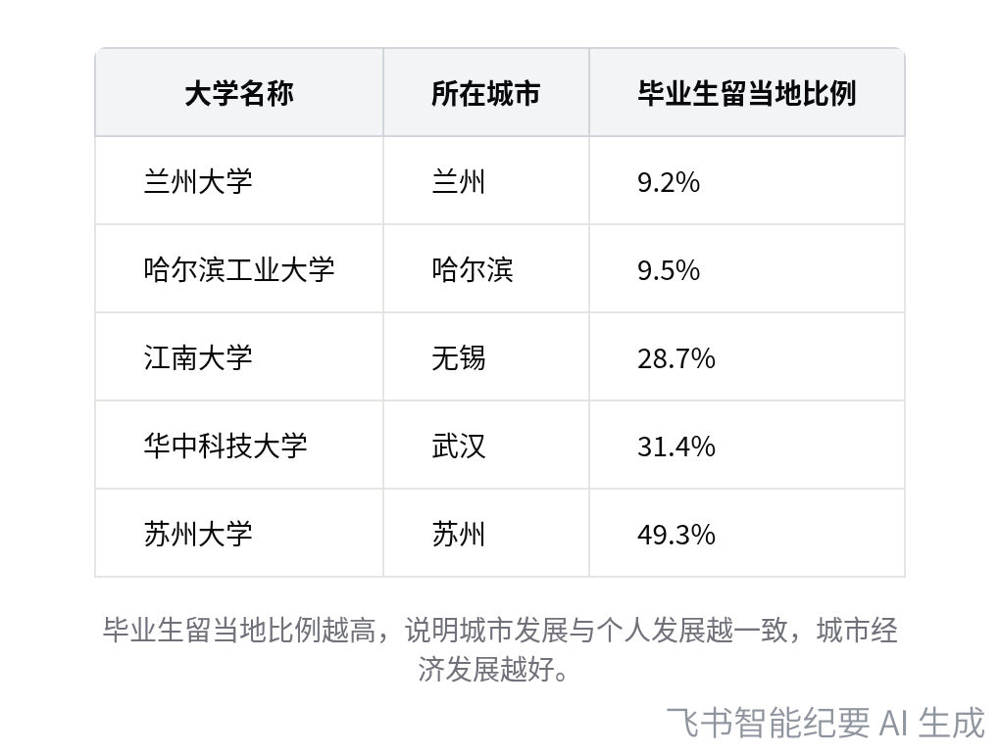 大学名称 所在城市 毕业生留当地比例
兰州大学 兰州 9.2%
哈尔滨工业大学 哈尔滨 9.5%
江南大学 无锡 28.7%
华中科技大学 武汉 31.4%
苏州大学 苏州 49.3%
毕业生留当地比例越高，说明城市发展与个人发展越一致，城市经
济发展越好。
飞书智能纪要 AI 生成